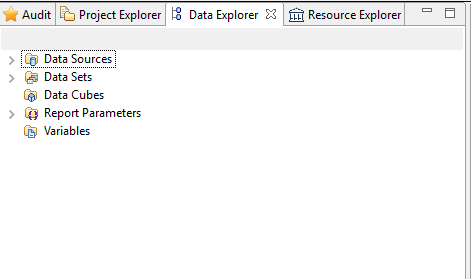 Audit Project Explorer Data Explorer Resource Explorer
Data Sources
Data Sets
Data Cubes
Report Parameters
Variables